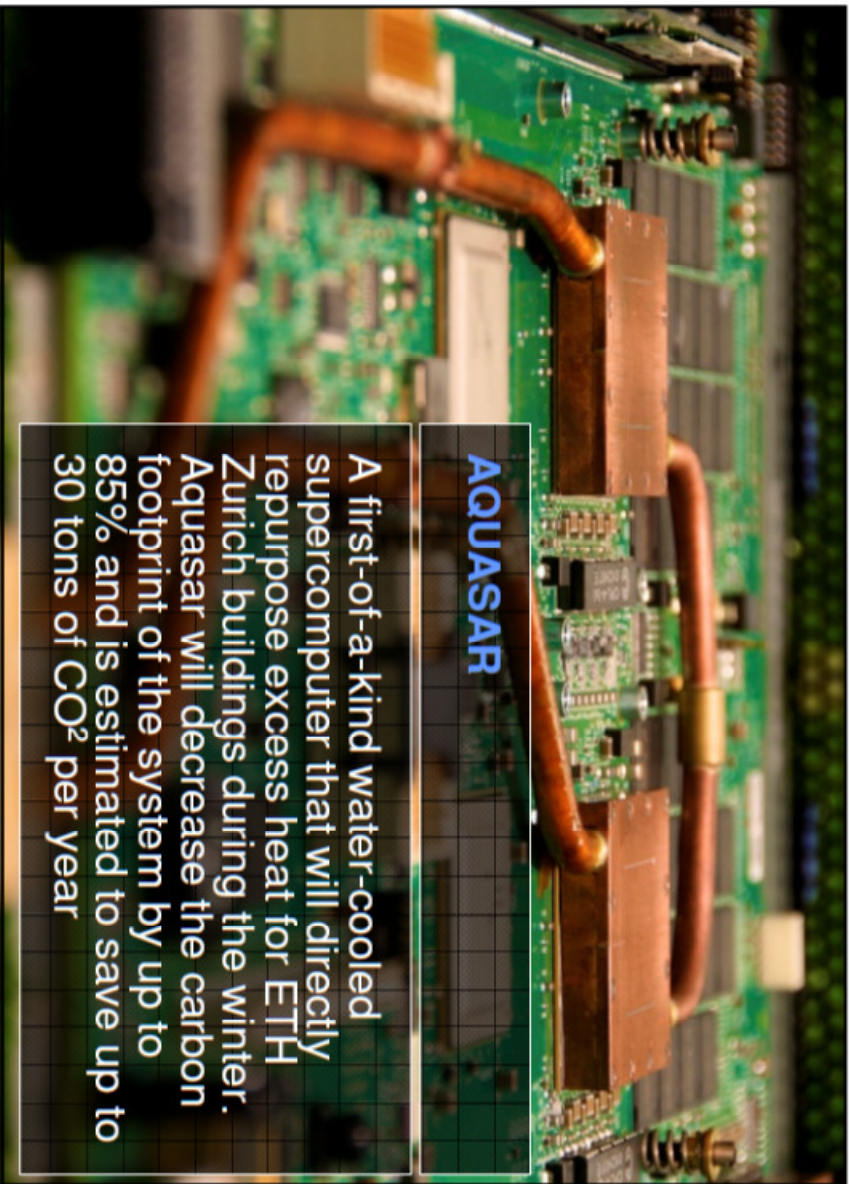 AQUASAR
A first-of-a-kind water-cooled
supercomputer that will directly
repurpose excess heat for ETH
Zurich buildings during the winter.
Aquasar will decrease the carbon
footprint of the system by up to
85% and is estimated to save up to
30 tons of CO² per year